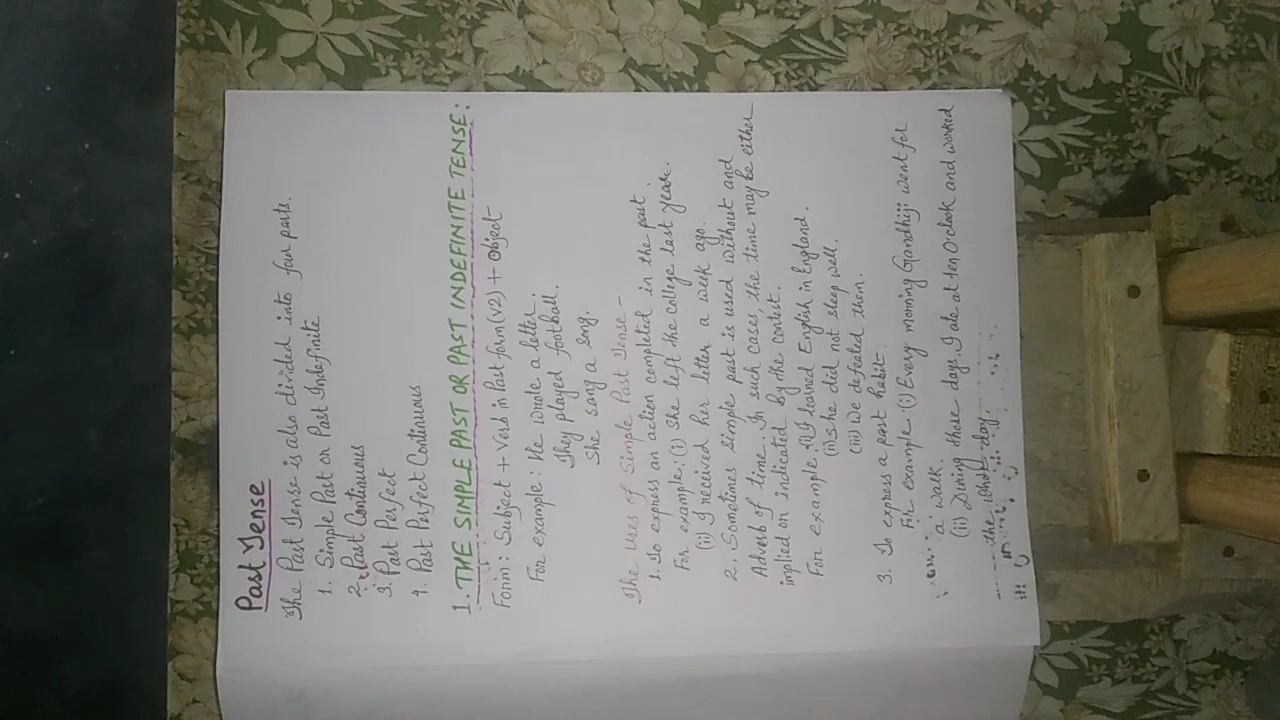 Past Tense
The Past Tense is also divided into four parts.
1. Simple Past or Past Indefinite
2. Past Continuous
3. Past Perfect
4. Past Perfect Continuous
1. THE SIMPLE PAST OR PAST INDEFINITE TENSE:
Form: Subject + Verb in Past form (V2) + Object
For example: He wrote a letter.
They played football.
She sang a song.
The Uses of Simple Past Tense -
1. To express an action completed in the past.
For example: (i) She left the college last year.
(ii) I received her letter a week ago.
2. Sometimes simple past is used without and
Adverb of time. In such cases, the time may be either
implied or indicated by the contest.
For example: (i) I learned English in England.
(ii) She did not sleep well.
(iii) We defeated them.
3. To express a past habit.
For example: (i) Every morning Gandhiji went for
a walk
(ii) During those days, I ate at ten O'clock and worked
the whole day.